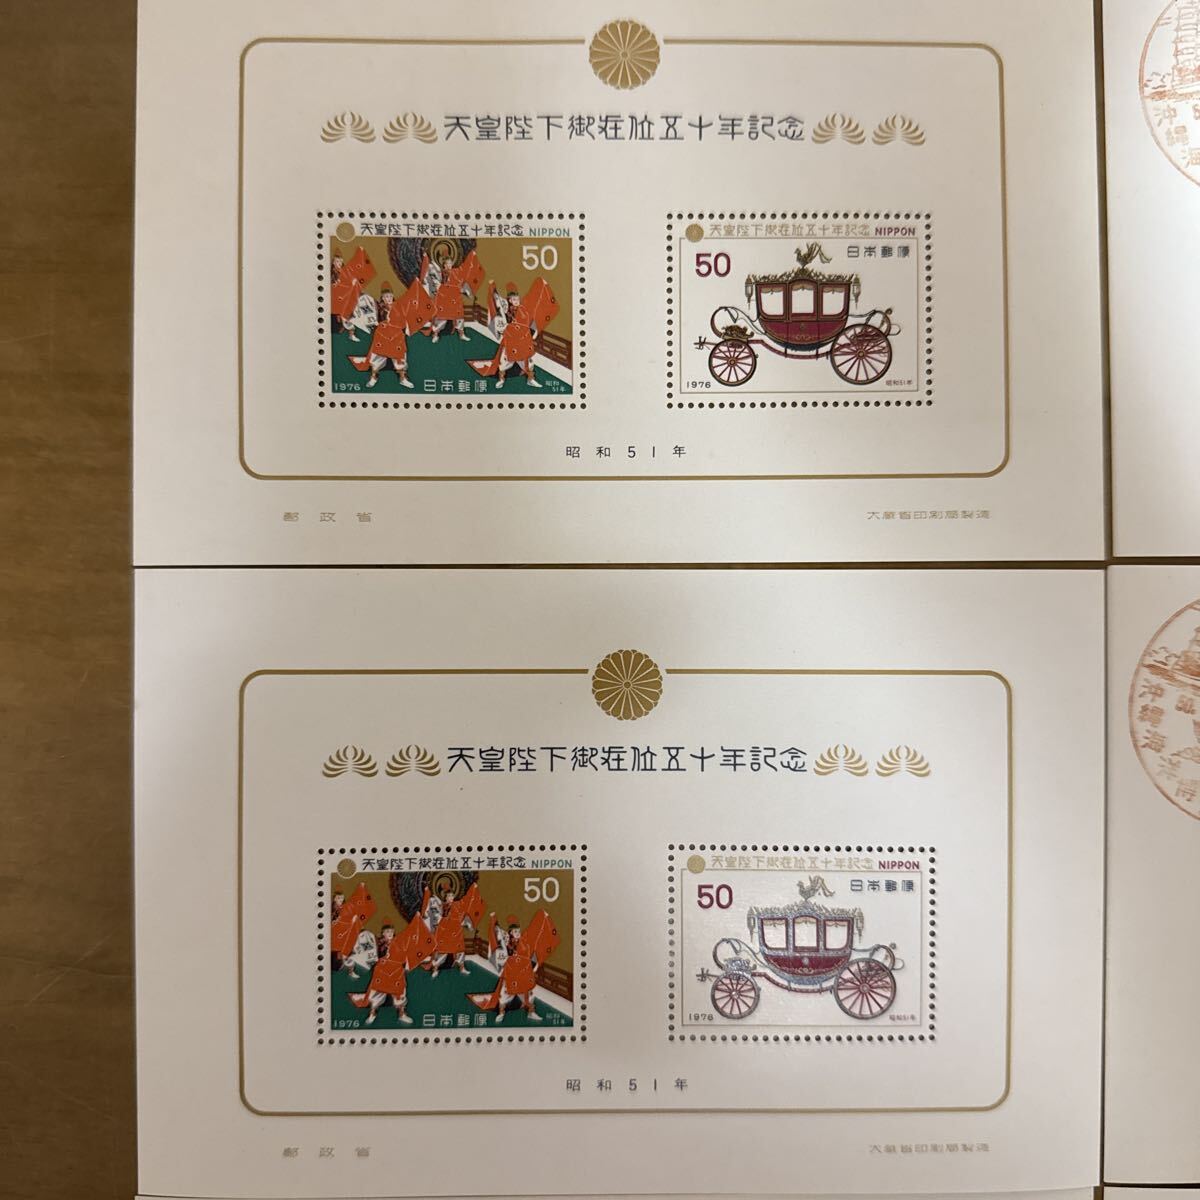 天皇陛下御在位五十年記念
天皇陛下御在位五十年記念 NIPPON
50
1976 日本郵便 昭和51年
天皇陛下御在位五十年記念 NIPPON
50 日本郵便
1976 昭和51年
昭和51年
郵政省
大蔵省印刷局製造
沖縄海
天皇陛下御在位五十年記念
天皇陛下御在位五十年記念 NIPPON
50
1976 日本郵便 昭和51年
天皇陛下御在位五十年記念 NIPPON
50 日本郵便
1976 昭和51年
昭和51年
郵政省
大蔵省印刷局製造
沖縄海洋博